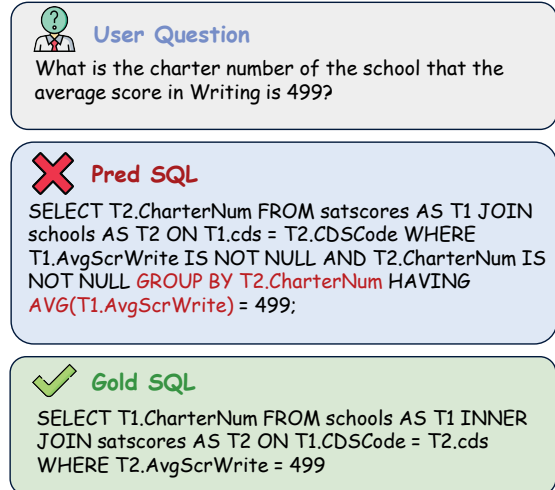 User Question
What is the charter number of the school that the
average score in Writing is 499?
Pred SQL
SELECT T2.CharterNum FROM satscores AS T1 JOIN
schools AS T2 ON T1.cds = T2.CDSCode WHERE
T1.AvgScrWrite IS NOT NULL AND T2.CharterNum IS
NOT NULL GROUP BY T2.CharterNum HAVING
AVG(T1.AvgScrWrite) = 499;
Gold SQL
SELECT T1.CharterNum FROM schools AS T1 INNER
JOIN satscores AS T2 ON T1.CDSCode = T2.cds
WHERE T2.AvgScrWrite = 499